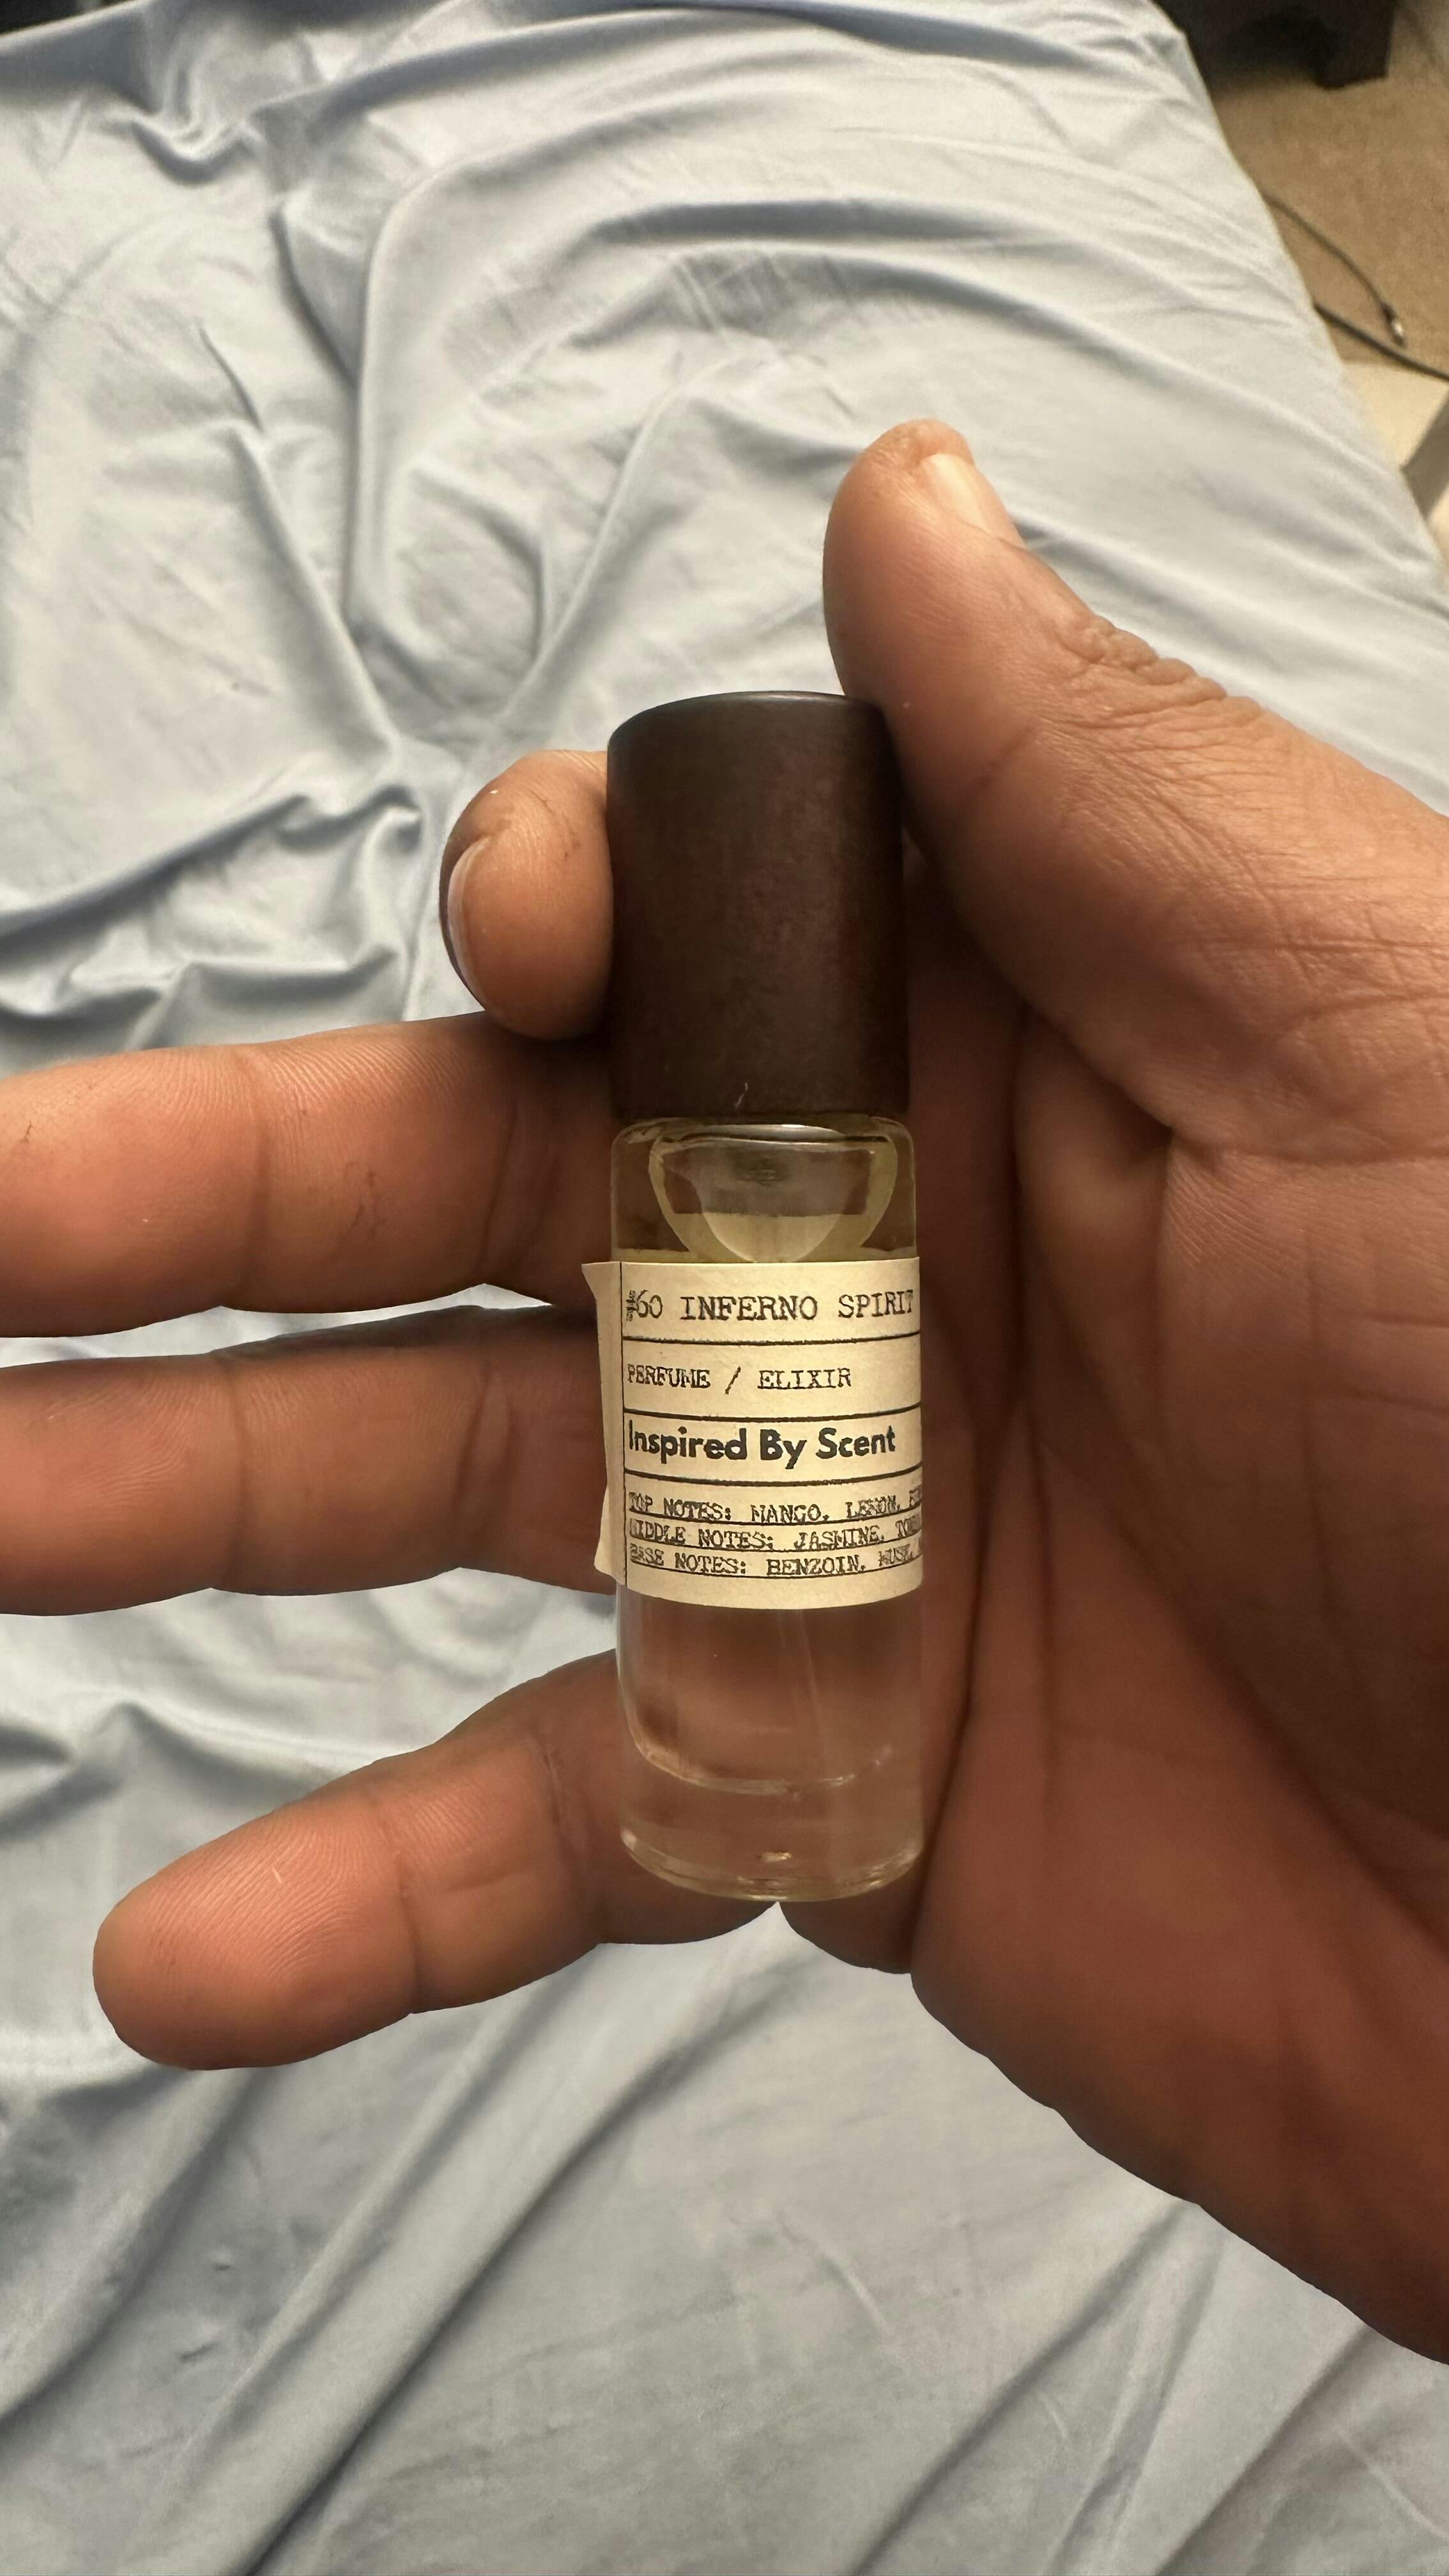 #60 INFERNO SPIRIT
PERFUME / ELIXIR
Inspired By Scent
TOP NOTES: MANGO, LEMON,
MIDDLE NOTES: JASMINE,
BASE NOTES: BENZOIN, MUSK,